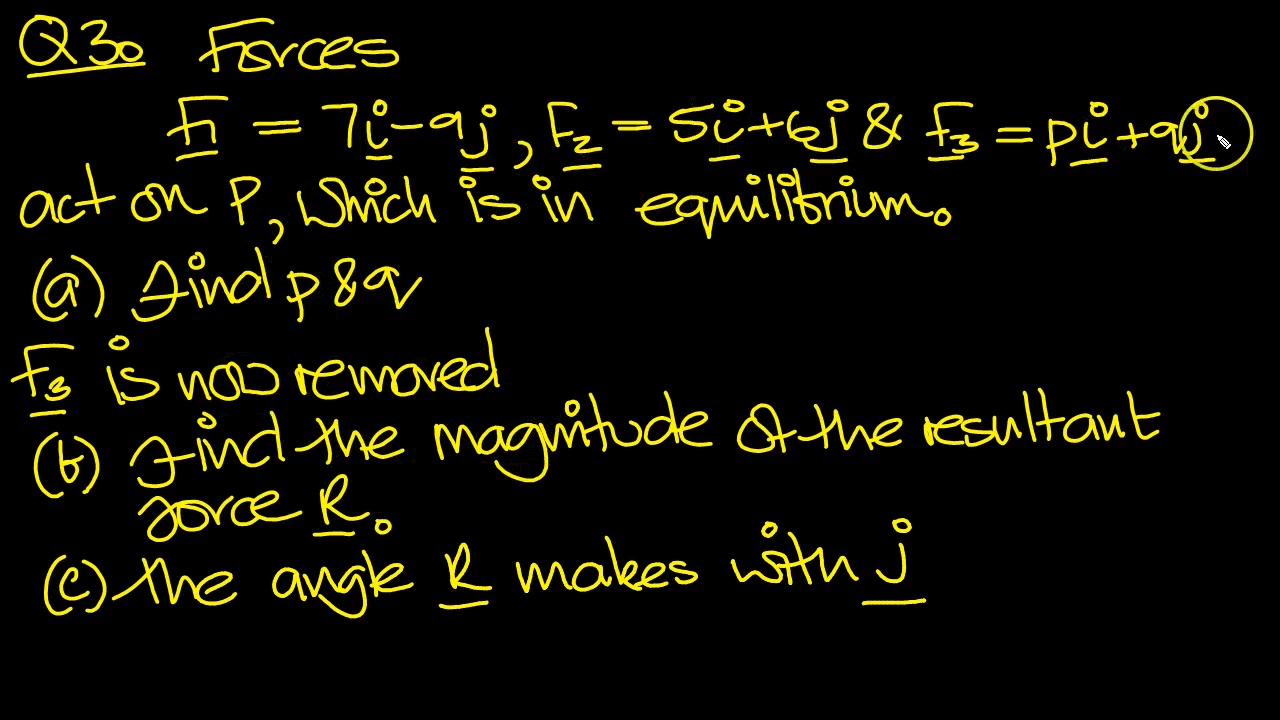 Q30 Forces
F1 = 7i - 9j, F2 = 5i + 6j & F3 = pi + qj
act on P, which is in equilibrium.
(a) find p & q
F3 is now removed
(b) find the magnitude of the resultant
force R.
(c) the angle R makes with j